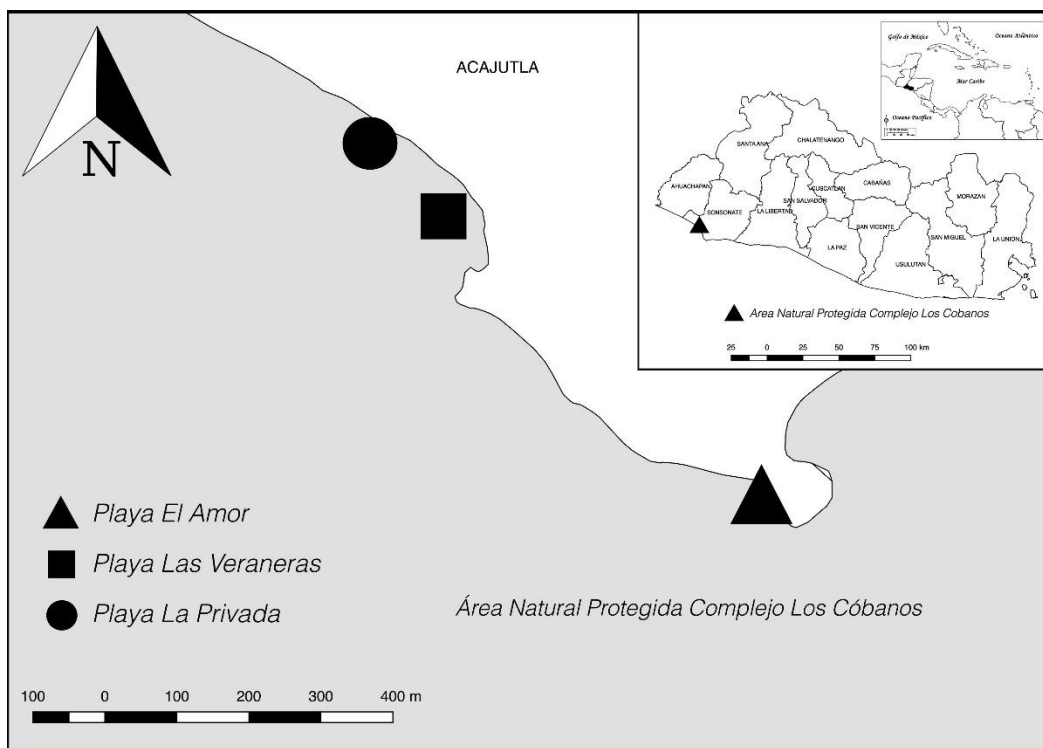 ACAJUTLA
N
Golfo de México
Oceano Atlántico
Mar Caribe
Oceano Pacífico
SANTA ANA
CHALATENANGO
AHUACHAPAN
SONSONATE
LA LIBERTAD
SAN SALVADOR
CUSCATLAN
CABAÑAS
SAN VICENTE
LA PAZ
MORAZAN
SAN MIGUEL
LA UNION
USULUTAN
Area Natural Protegida Complejo Los Cobanos
25 0 25 50 75 100 km
Playa El Amor
Playa Las Veraneras
Playa La Privada
Área Natural Protegida Complejo Los Cóbanos
100 0 100 200 300 400 m